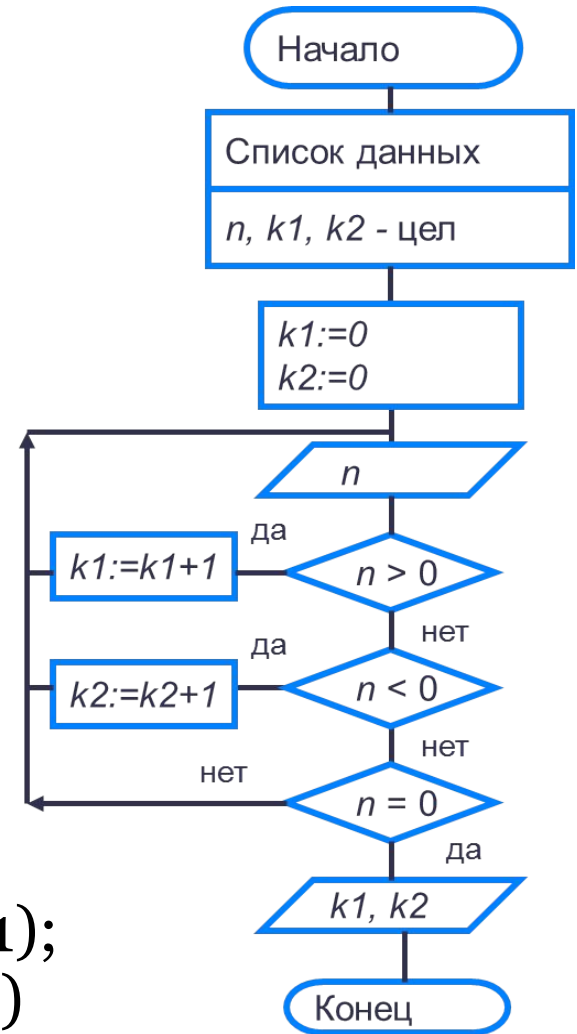 Начало
Список данных
n, k1, k2 - цел
k1:=0
k2:=0
n
да
k1:=k1+1
n > 0
нет
да
k2:=k2+1
n < 0
нет
нет
n = 0
да
k1, k2
1);
)
Конец